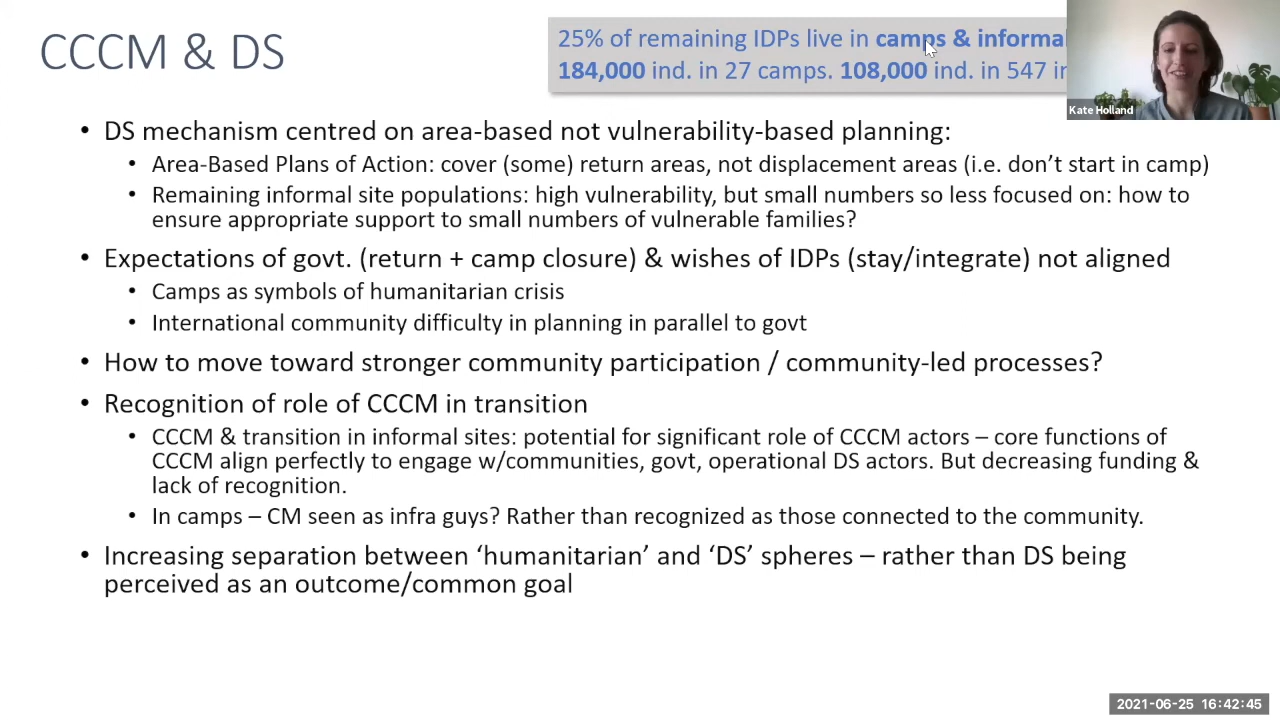 CCCM & DS
25% of remaining IDPs live in camps & informal
184,000 ind. in 27 camps. 108,000 ind. in 547
Kate Holland
• DS mechanism centred on area-based not vulnerability-based planning:
• Area-Based Plans of Action: cover (some) return areas, not displacement areas (i.e. don’t start in camp)
• Remaining informal site populations: high vulnerability, but small numbers so less focused on: how to
ensure appropriate support to small numbers of vulnerable families?
• Expectations of govt. (return + camp closure) & wishes of IDPs (stay/integrate) not aligned
• Camps as symbols of humanitarian crisis
• International community difficulty in planning in parallel to govt
• How to move toward stronger community participation / community-led processes?
• Recognition of role of CCCM in transition
• CCCM & transition in informal sites: potential for significant role of CCCM actors – core functions of
CCCM align perfectly to engage w/communities, govt, operational DS actors. But decreasing funding &
lack of recognition.
• In camps – CM seen as infra guys? Rather than recognized as those connected to the community.
• Increasing separation between ‘humanitarian’ and ‘DS’ spheres – rather than DS being
perceived as an outcome/common goal
2021-06-25 16:42:45